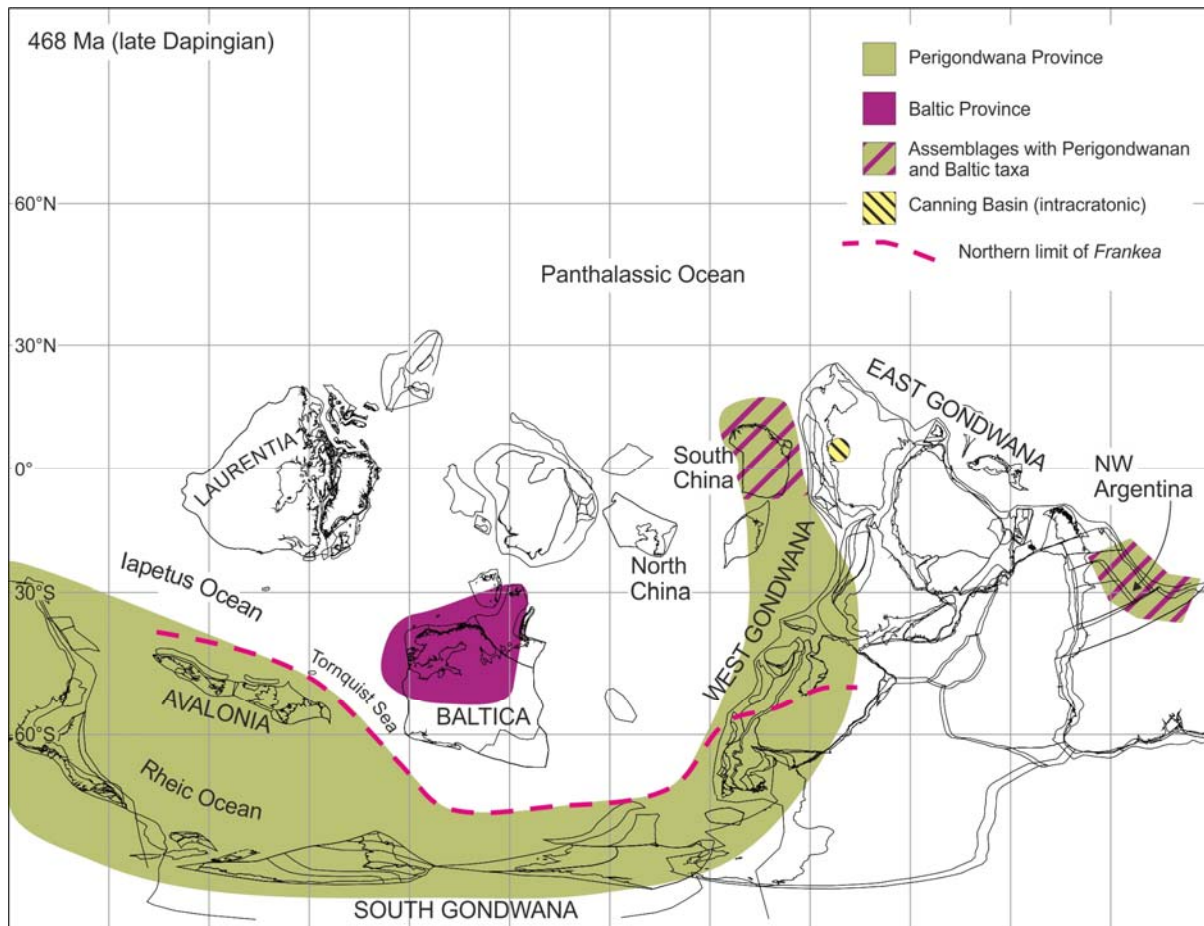 468 Ma (late Dapingian)
Perigondwana Province
Baltic Province
Assemblages with Perigondwanan
and Baltic taxa
Canning Basin (intracratonic)
Northern limit of Frankea
60°N
Panthalassic Ocean
30°N
EAST GONDWANA
LAURENTIA
South
China
0°
NW
Argentina
North
China
Iapetus Ocean
30°S
WEST GONDWANA
Tornquist Sea
AVALONIA
BALTICA
60°S
Rheic Ocean
SOUTH GONDWANA